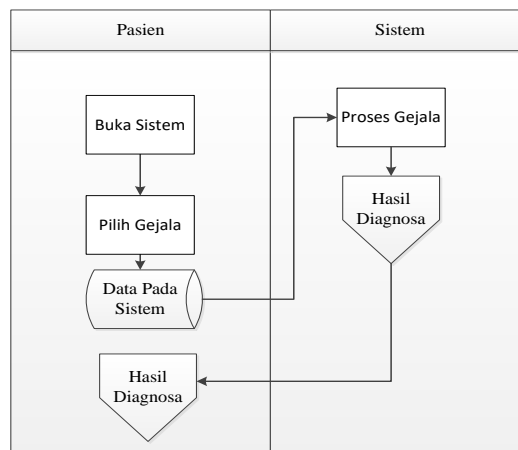 Pasien
Sistem
Buka Sistem
Pilih Gejala
Data Pada
Sistem
Proses Gejala
Hasil
Diagnosa
Hasil
Diagnosa